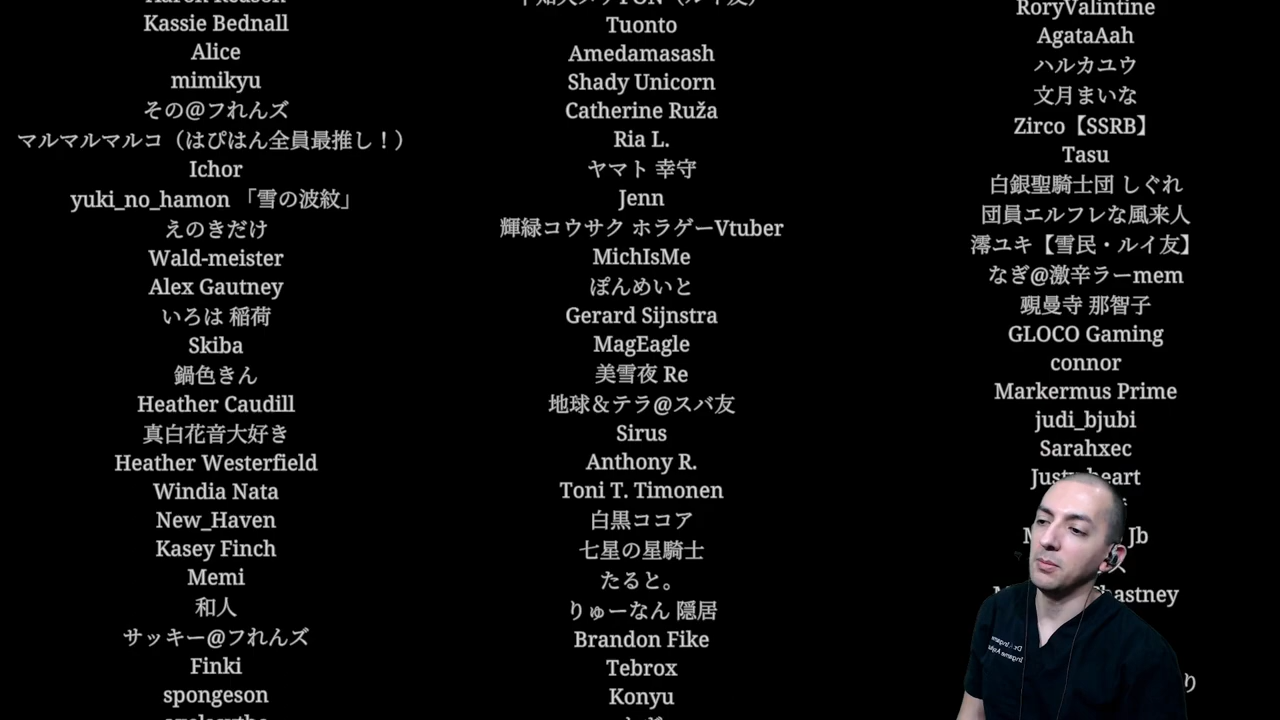 Kassie Bednall
Alice
mimikyu
その@フれんズ
マルマルマルコ（はぴはん全員最推し！）
Ichor
yuki_no_hamon 「雪の波紋」
えのきだけ
Wald-meister
Alex Gautney
いろは 稲荷
Skiba
鍋色きん
Heather Caudill
真白花音大好き
Heather Westerfield
Windia Nata
New_Haven
Kasey Finch
Memi
和人
サッキー@フれんズ
Finki
spongeson
Tuonto
Amedamasash
Shady Unicorn
Catherine Ruža
Ria L.
ヤマト 幸守
Jenn
輝緑コウサク ホラゲーVtuber
MichIsMe
ぽんめいと
Gerard Sijnstra
MagEagle
美雪夜 Re
地球＆テラ@スバ友
Sirus
Anthony R.
Toni T. Timonen
白黒ココア
七星の星騎士
たると。
りゅーなん 隠居
Brandon Fike
Tebrox
Konyu
RoryValintine
AgataAah
ハルカユウ
文月まいな
Zirco【SSRB】
Tasu
白銀聖騎士団 しぐれ
団員エルフレな風来人
澪ユキ【雪民・ルイ友】
なぎ@激辛ラーmem
覡曼寺 那智子
GLOCO Gaming
connor
Markermus Prime
judi_bjubi
Sarahxec
Jb